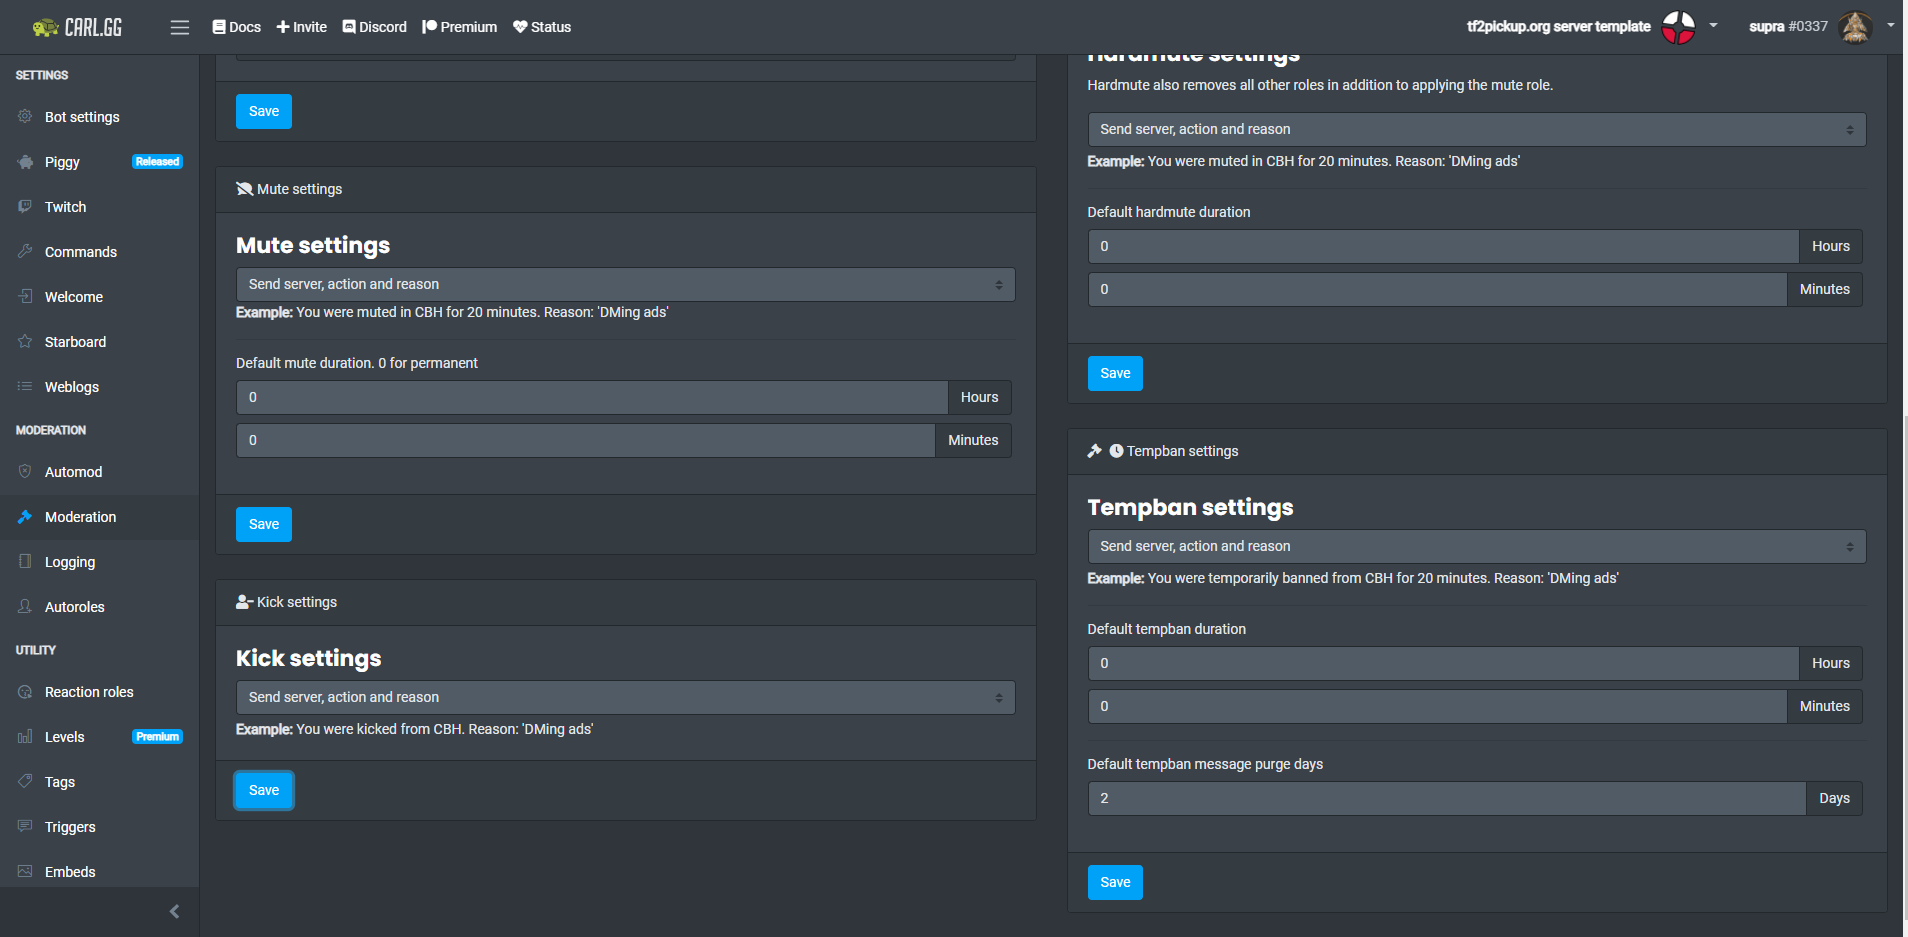 CARL.GG
Docs
Invite
Discord
Premium
Status
tf2pickup.org server template
supra #0337
SETTINGS
Bot settings
Piggy
Released
Twitch
Commands
Welcome
Starboard
Weblogs
MODERATION
Automod
Moderation
Logging
Autoroles
UTILITY
Reaction roles
Levels
Premium
Tags
Triggers
Embeds
Save
Mute settings
Mute settings
Send server, action and reason
Example: You were muted in CBH for 20 minutes. Reason: 'DMing ads'
Default mute duration. 0 for permanent
0
Hours
0
Minutes
Save
Kick settings
Kick settings
Send server, action and reason
Example: You were kicked from CBH. Reason: 'DMing ads'
Save
Hardmute settings
Hardmute also removes all other roles in addition to applying the mute role.
Send server, action and reason
Example: You were muted in CBH for 20 minutes. Reason: 'DMing ads'
Default hardmute duration
0
Hours
0
Minutes
Save
Tempban settings
Tempban settings
Send server, action and reason
Example: You were temporarily banned from CBH for 20 minutes. Reason: 'DMing ads'
Default tempban duration
0
Hours
0
Minutes
Default tempban message purge days
2
Days
Save